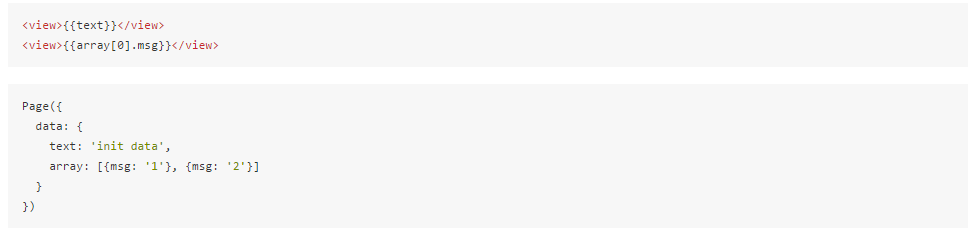 <view>{{text}}</view>
<view>{{array[0].msg}}</view>
Page({
  data: {
    text: 'init data',
    array: [{msg: '1'}, {msg: '2'}]
  }
})